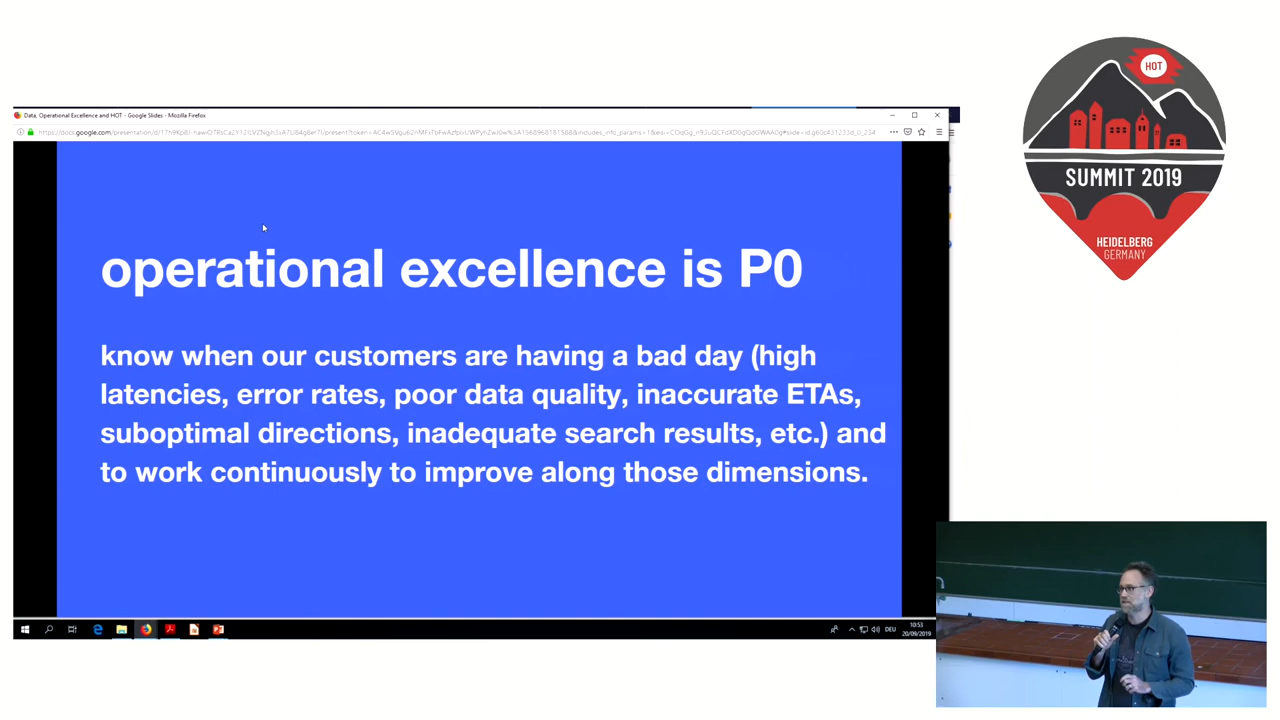 Data, Operational Excellence and HOT - Google Slides - Mozilla Firefox
operational excellence is P0
know when our customers are having a bad day (high
latencies, error rates, poor data quality, inaccurate ETAs,
suboptimal directions, inadequate search results, etc.) and
to work continuously to improve along those dimensions.
DEU
10:53
20/09/2019
HOT
SUMMIT 2019
HEIDELBERG
GERMANY